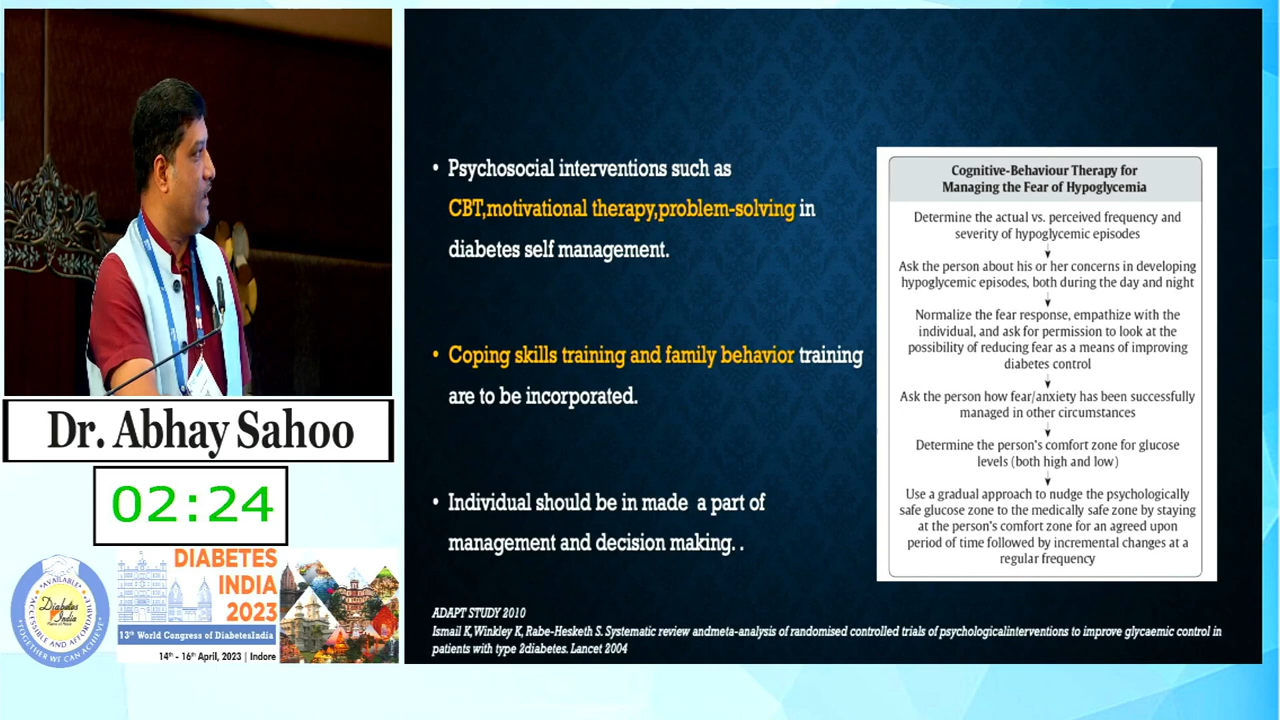 • Psychosocial interventions such as
CBT,motivational therapy,problem-solving in
diabetes self management.
• Coping skills training and family behavior training
are to be incorporated.
• Individual should be in made a part of
management and decision making. .
Cognitive-Behaviour Therapy for
Managing the Fear of Hypoglycemia
Determine the actual vs. perceived frequency and
severity of hypoglycemic episodes
Ask the person about his or her concerns in developing
hypoglycemic episodes, both during the day and night
Normalize the fear response, empathize with the
individual, and ask for permission to look at the
possibility of reducing fear as a means of improving
diabetes control
Ask the person how fear/anxiety has been successfully
managed in other circumstances
Determine the person's comfort zone for glucose
levels (both high and low)
Use a gradual approach to nudge the psychologically
safe glucose zone to the medically safe zone by staying
at the person's comfort zone for an agreed upon
period of time followed by incremental changes at a
regular frequency
ADAPT STUDY 2010
Ismail K,Winkley K, Rabe-Hesketh S. Systematic review andmeta-analysis of randomised controlled trials of psychologicalinterventions to improve glycaemic control in
patients with type 2diabetes. Lancet 2004
Dr. Abhay Sahoo
02:24
AVAILABLE
ACCESSIBLE AND AFFORDABLE
Diabetes
India
TOGETHER WE CAN ACHIEVE
DIABETES
INDIA
2023
13th World Congress of DiabetesIndia
14th - 16th April, 2023 | Indore